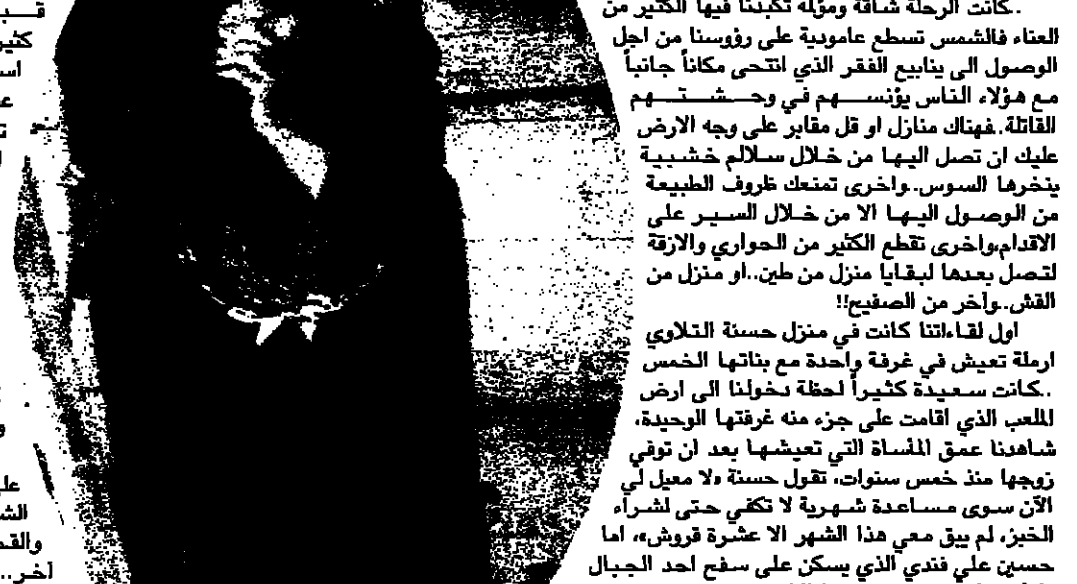 ..كانت الرحلة شاقة ومؤلمة تكبدنا فيها الكثير من
العناء فالشمس تسطع عامودية على رؤوسنا من اجل
الوصول الى ينابيع الفقر الذي انتحى مكاناً جانباً
مع هؤلاء الناس يؤنسهم في وحشتهم
القاتلة.فهناك منازل او قل مقابر على وجه الارض
عليك ان تصل اليها من خلال سلالم خشبية
ينخرها السوس..واخرى تمنعك ظروف الطبيعة
من الوصول اليها الا من خلال السير على
الاقدام،واخرى تقطع الكثير من الحواري والازقة
لتصل بعدها لبقايا منزل من طين..او منزل من
القش..وآخر من الصفيح!!
اول لقاءاتنا كانت في منزل حسنة التلاوي
ارملة تعيش في غرفة واحدة مع بناتها الخمس
..كانت سعيدة كثيراً لحظة دخولنا الى ارض
الملعب الذي اقامت على جزء منه غرفتها الوحيدة،
شاهدنا عمق المأساة التي تعيشها بعد ان توفي
زوجها منذ خمس سنوات، تقول حسنة «لا معيل لي
الآن سوى مساعدة شهرية لا تكفي حتى لشراء
الخبز، لم يبق معي هذا الشهر الا عشرة قروش»، اما
حسين علي فندي الذي يسكن على سفح احد الجبال